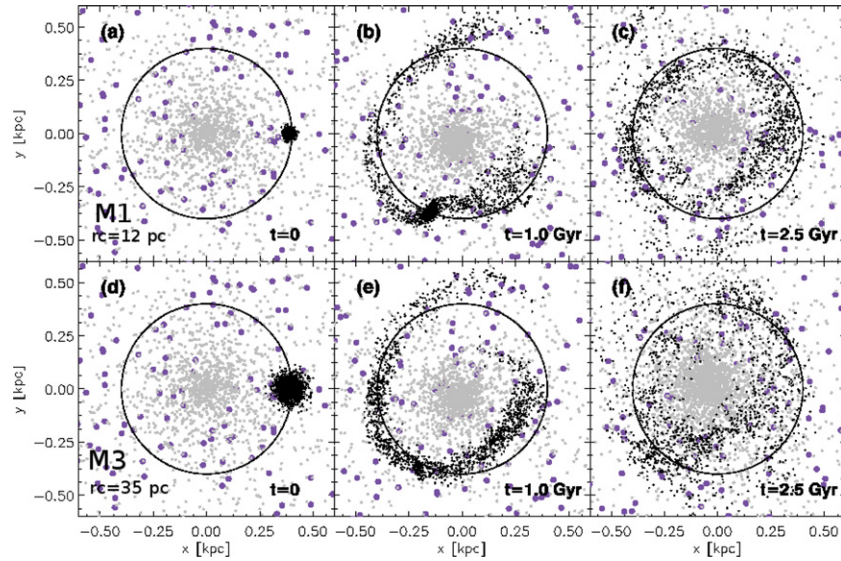 (a) (b) (c)
0.50
0.25
0.00
−0.25
−0.50
y [kpc]
M1
rc=12 pc
t=0 t=1.0 Gyr t=2.5 Gyr
(d) (e) (f)
0.50
0.25
0.00
−0.25
−0.50
y [kpc]
M3
rc=35 pc
t=0 t=1.0 Gyr t=2.5 Gyr
−0.50 −0.25 0.00 0.25 0.50 −0.50 −0.25 0.00 0.25 0.50 −0.50 −0.25 0.00 0.25 0.50
x [kpc] x [kpc] x [kpc]